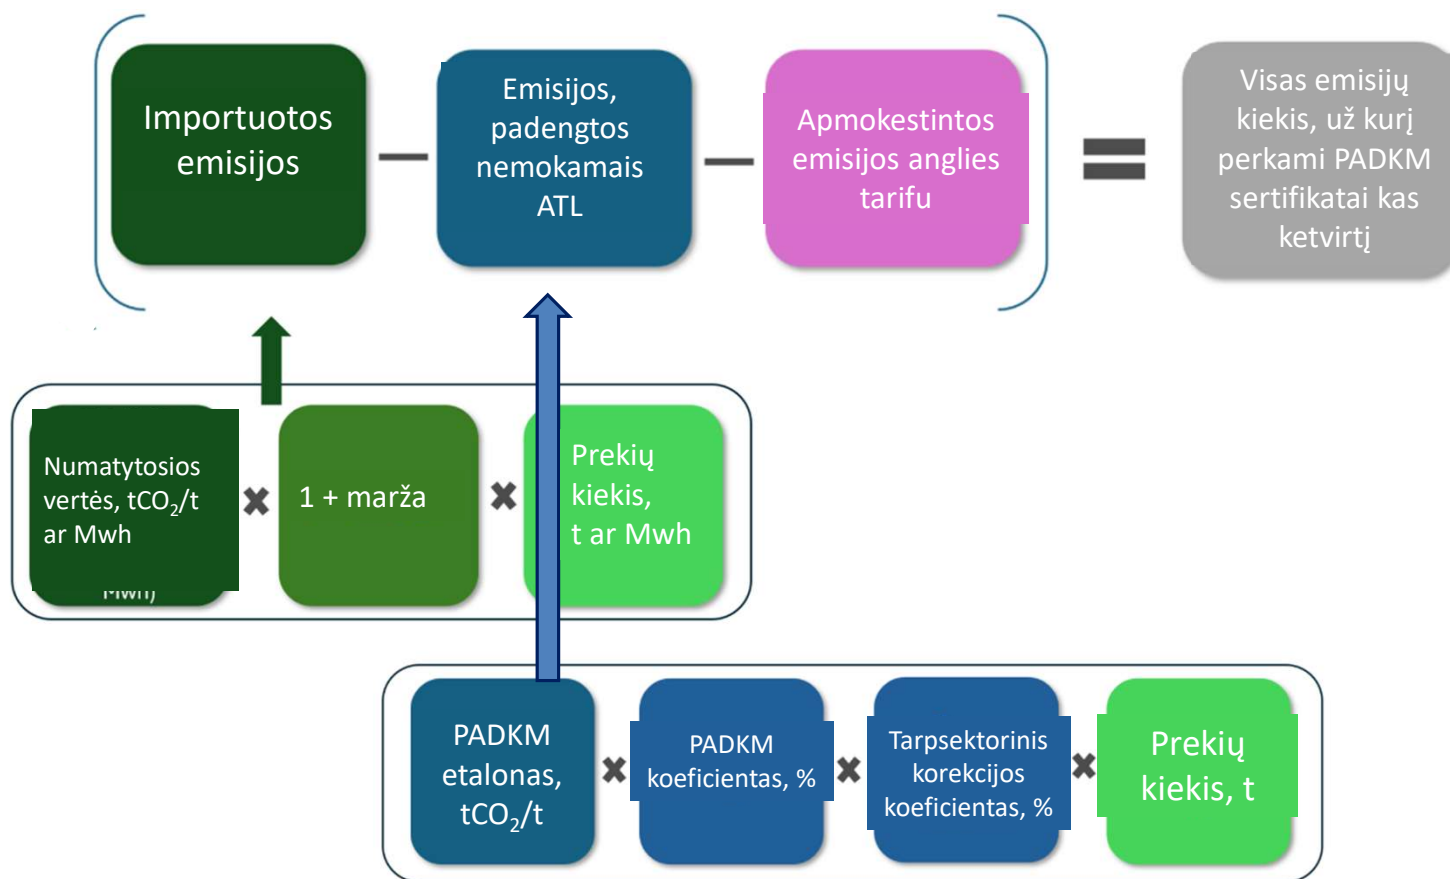 Importuotos
emisijos
Emisijos,
padengtos
nemokamais
ATL
Apmokestintos
emisijos anglies
tarifu
Visas emisijų
kiekis, už kurį
perkami PADKM
sertifikatai kas
ketvirtį
Numatytosios
vertės, tCO₂/t
ar Mwh
Mwh)
1 + marža
Prekių
kiekis,
t ar Mwh
PADKM
etalonas,
tCO₂/t
PADKM
koeficientas, %
Tarpsektorinis
korekcijos
koeficientas, %
Prekių
kiekis, t